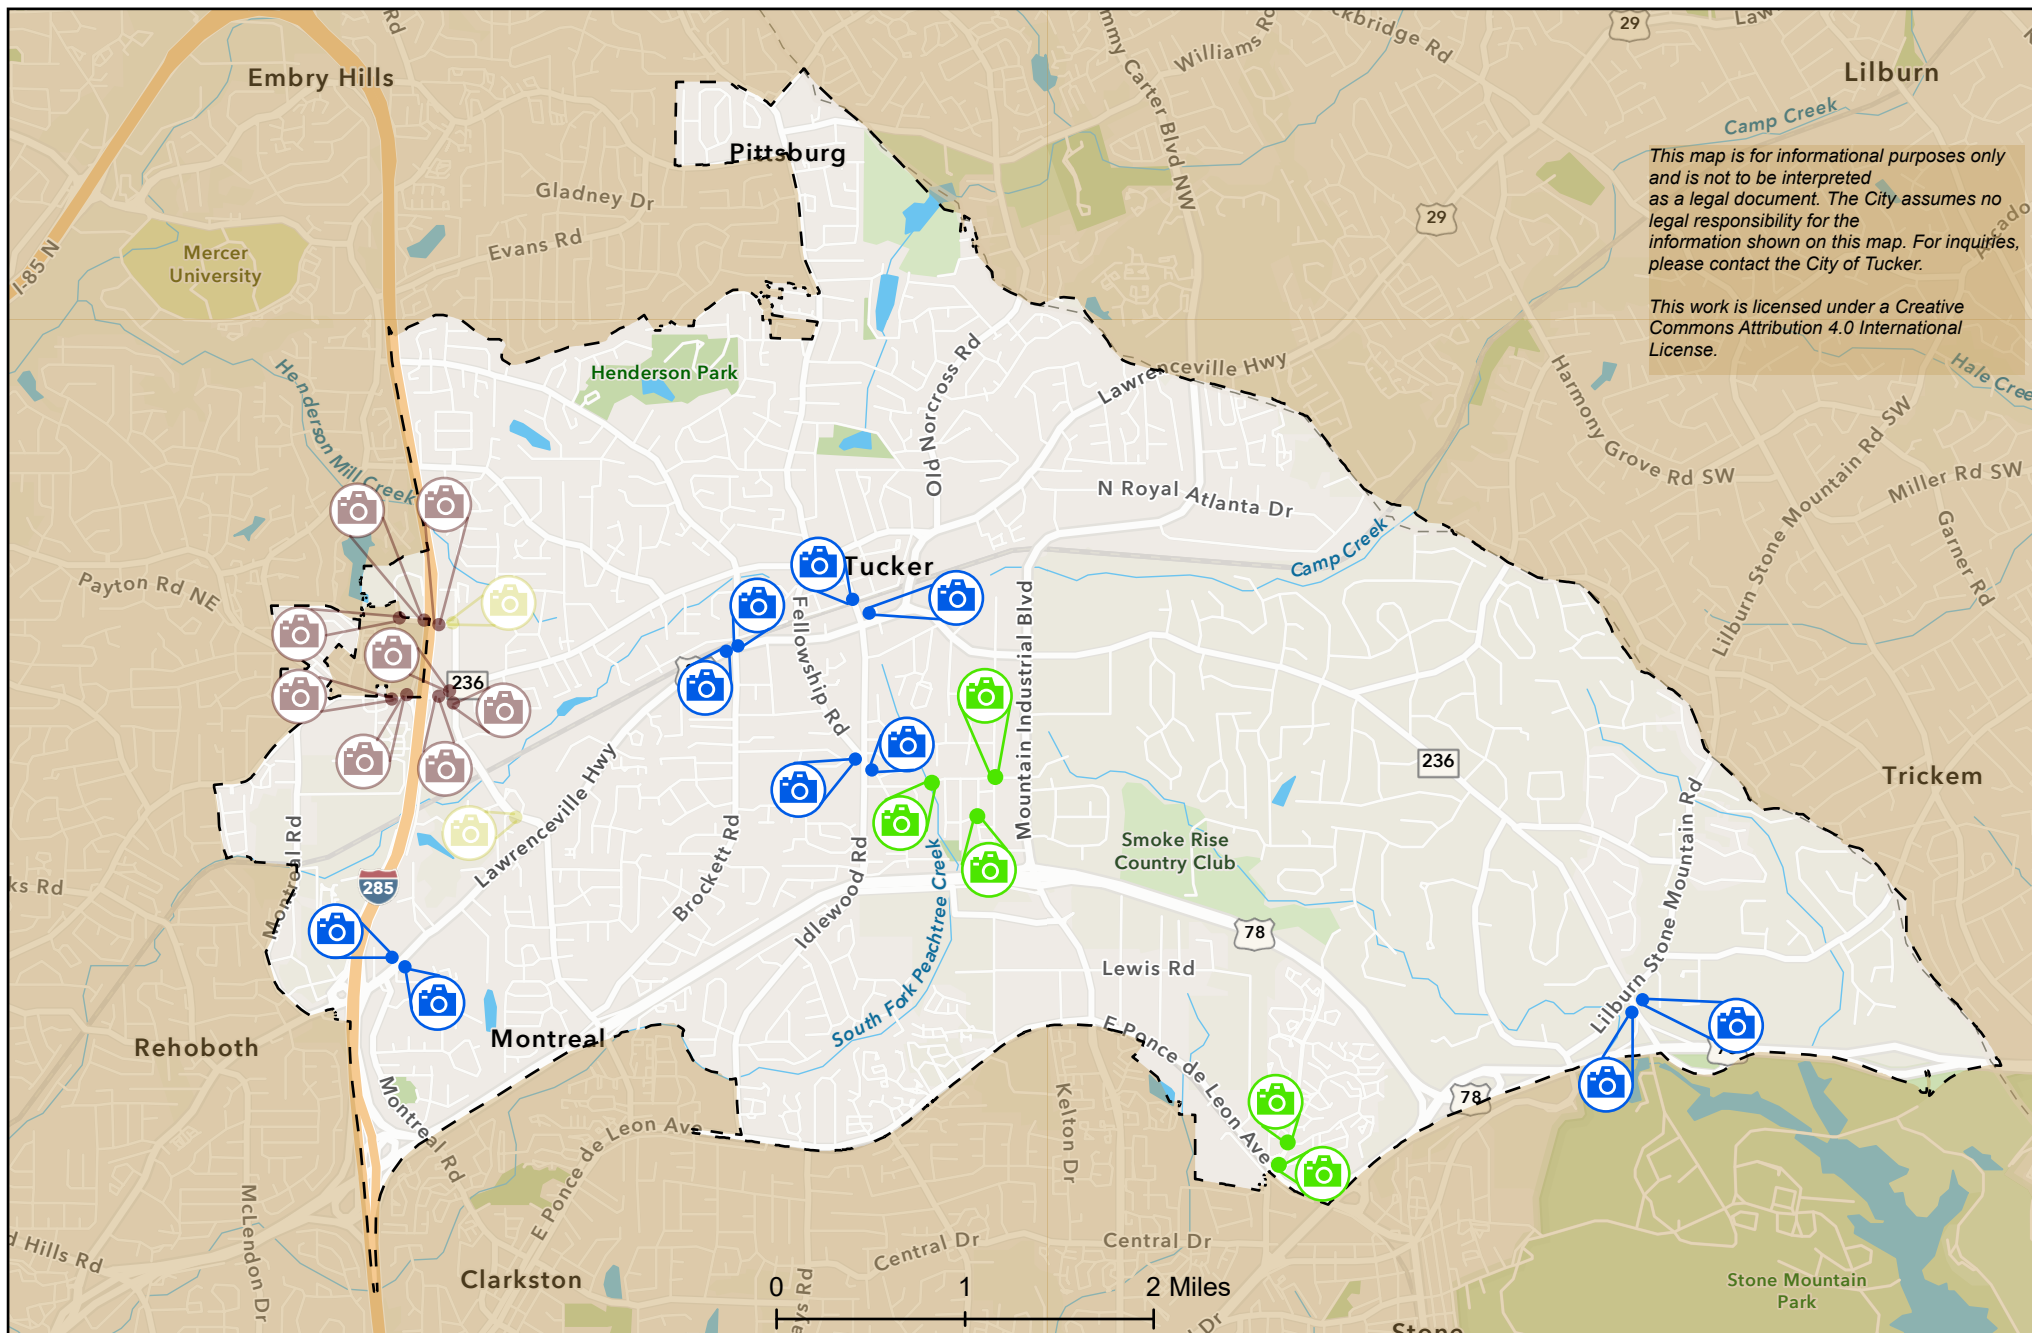 29
Rd
Williams Rd
Embry Hills
Lilburn
Camp Creek
Pittsburg
This map is for informational purposes only
and is not to be interpreted
as a legal document. The City assumes no
legal responsibility for the
information shown on this map. For inquiries,
please contact the City of Tucker.
This work is licensed under a Creative
Commons Attribution 4.0 International
License.
Gladney Dr
29
Evans Rd
Mercer
University
I-85 N
Henderson Park
Old Norcross Rd
Lawrenceville Hwy
Harmony Grove Rd SW
Henderson Mill Creek
Miller Rd SW
N Royal Atlanta Dr
Camp Creek
Garner Rd
Lilburn Stone Mountain Rd SW
Payton Rd NE
Tucker
Fellowship Rd
Mountain Industrial Blvd
236
236
Trickem
Lawrenceville Hwy
Smoke Rise
Country Club
Montreal Rd
285
Brockett Rd
Idlewood Rd
South Fork Peachtree Creek
78
Lewis Rd
Lilburn Stone Mountain Rd
Rehoboth
Montreal
E Ponce de Leon Ave
78
Montreal Rd
E Ponce de Leon Ave
Kelton Dr
McLendon Dr
Central Dr
Central Dr
Clarkston
0 1 2 Miles
Stone Mountain
Park
Stone